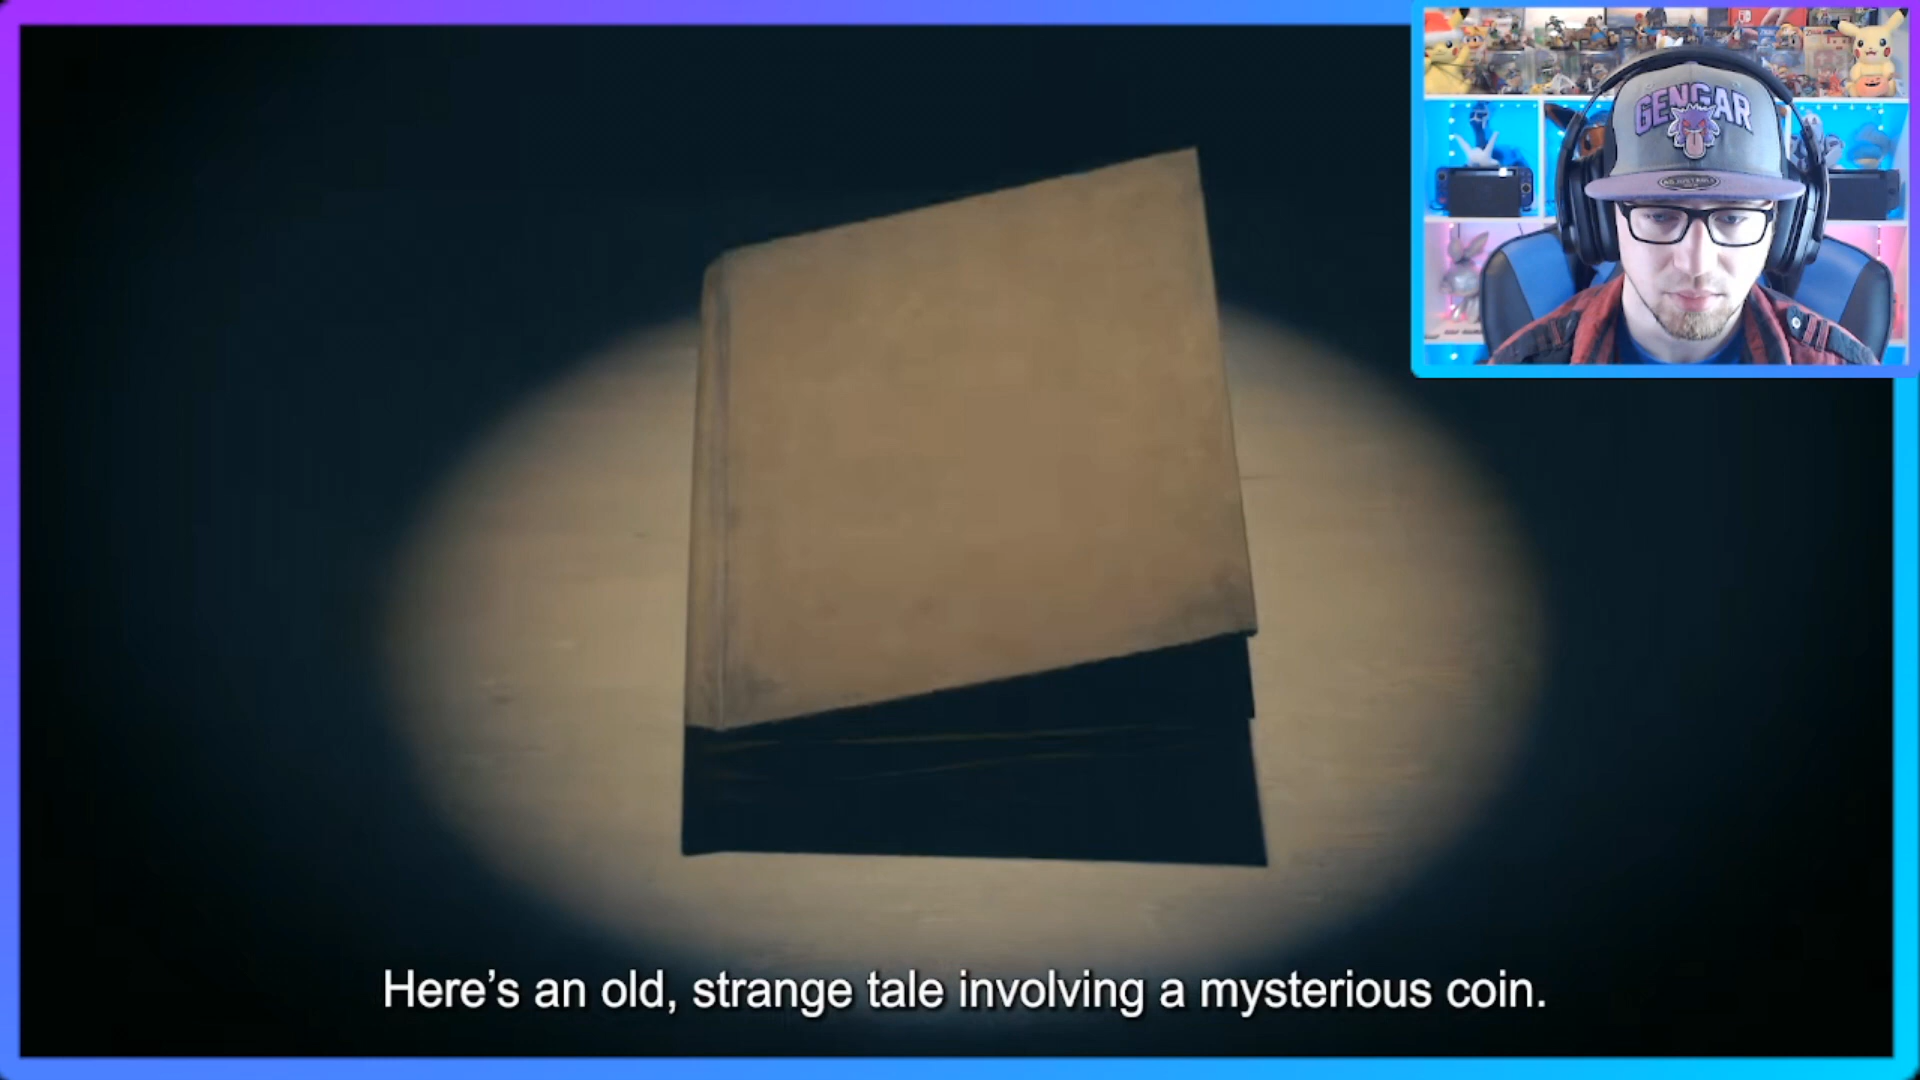 GENGAR
Here’s an old, strange tale involving a mysterious coin.